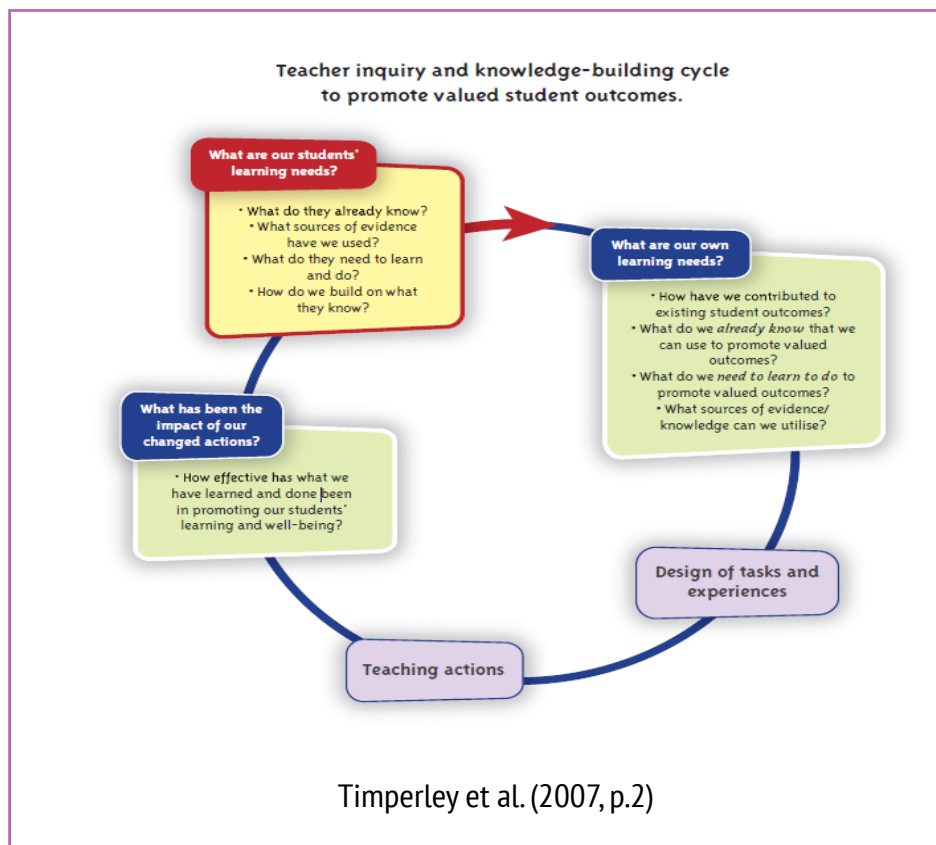 Teacher inquiry and knowledge-building cycle
to promote valued student outcomes.
What are our students'
learning needs?
• What do they already know?
• What sources of evidence
have we used?
• What do they need to learn
and do?
• How do we build on what
they know?
What are our own
learning needs?
• How have we contributed to
existing student outcomes?
• What do we already know that we
can use to promote valued
outcomes?
• What do we need to learn to do to
promote valued outcomes?
• What sources of evidence/
knowledge can we utilise?
Design of tasks and
experiences
Teaching actions
What has been the
impact of our
changed actions?
• How effective has what we
have learned and done been
in promoting our students'
learning and well-being?
Timperley et al. (2007, p.2)